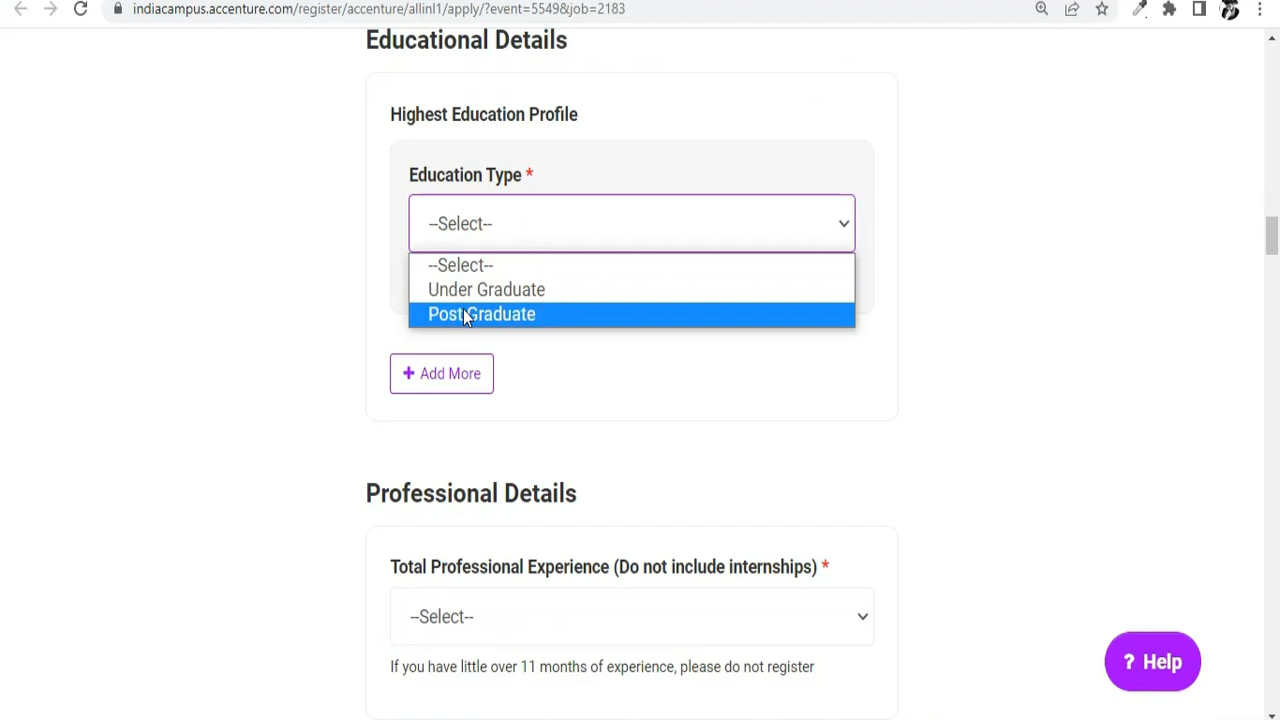 indiacampus.accenture.com/register/accenture/allinl1/apply/?event=5549&job=2183
Educational Details
Highest Education Profile
Education Type *
--Select--
--Select--
Under Graduate
Post Graduate
+ Add More
Professional Details
Total Professional Experience (Do not include internships) *
--Select--
If you have little over 11 months of experience, please do not register
? Help